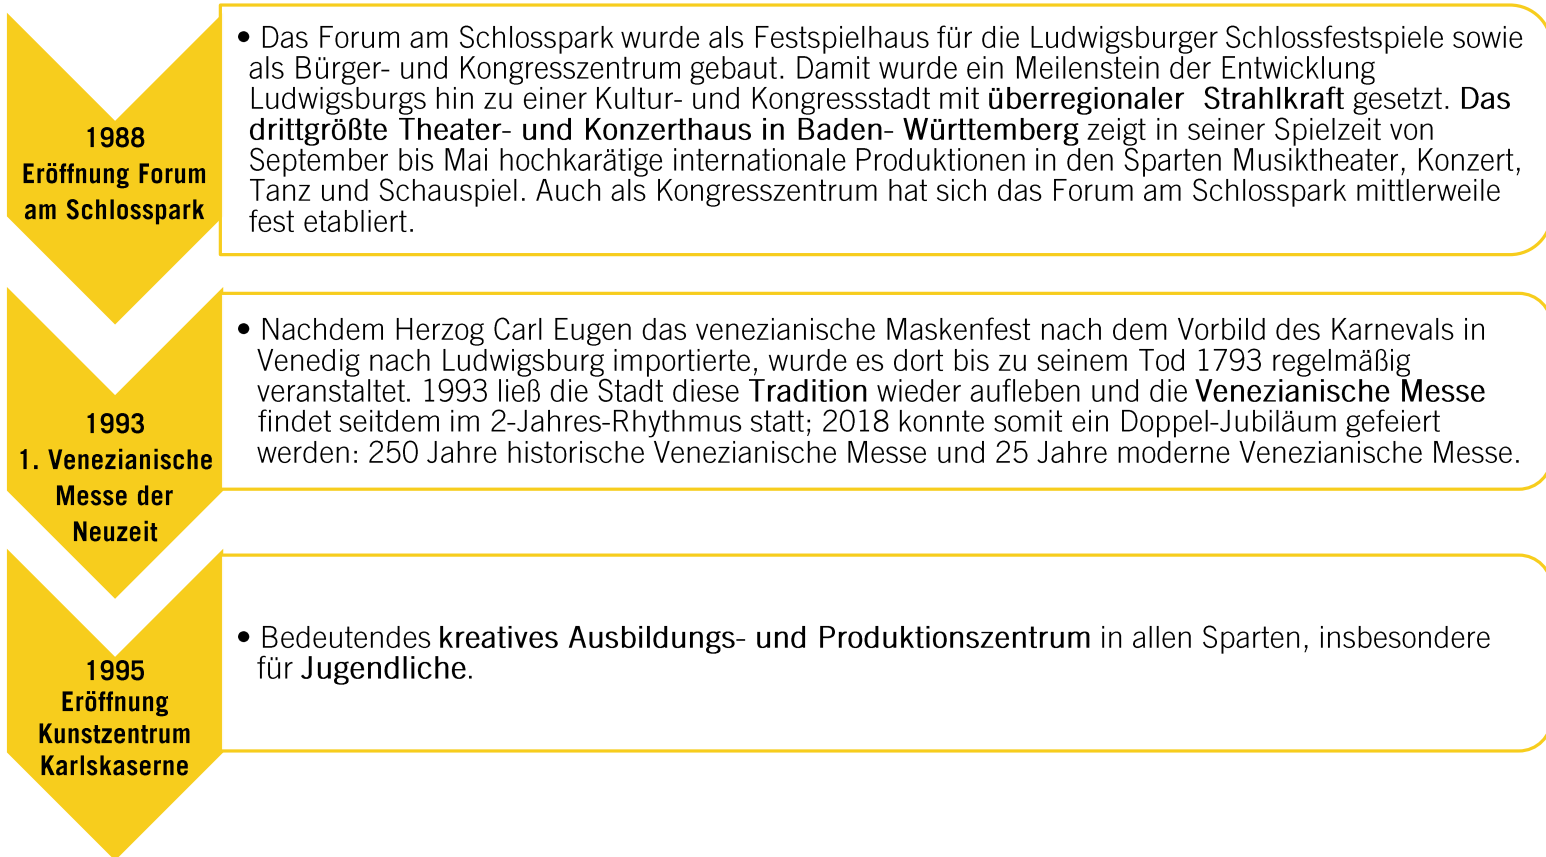 1988
Eröffnung Forum
am Schlosspark
• Das Forum am Schlosspark wurde als Festspielhaus für die Ludwigsburger Schlossfestspiele sowie
als Bürger- und Kongresszentrum gebaut. Damit wurde ein Meilenstein der Entwicklung
Ludwigsburgs hin zu einer Kultur- und Kongressstadt mit überregionaler Strahlkraft gesetzt. Das
drittgrößte Theater- und Konzerthaus in Baden- Württemberg zeigt in seiner Spielzeit von
September bis Mai hochkarätige internationale Produktionen in den Sparten Musiktheater, Konzert,
Tanz und Schauspiel. Auch als Kongresszentrum hat sich das Forum am Schlosspark mittlerweile
fest etabliert.
1993
1. Venezianische
Messe der
Neuzeit
• Nachdem Herzog Carl Eugen das venezianische Maskenfest nach dem Vorbild des Karnevals in
Venedig nach Ludwigsburg importierte, wurde es dort bis zu seinem Tod 1793 regelmäßig
veranstaltet. 1993 ließ die Stadt diese Tradition wieder aufleben und die Venezianische Messe
findet seitdem im 2-Jahres-Rhythmus statt; 2018 konnte somit ein Doppel-Jubiläum gefeiert
werden: 250 Jahre historische Venezianische Messe und 25 Jahre moderne Venezianische Messe.
1995
Eröffnung
Kunstzentrum
Karlskaserne
• Bedeutendes kreatives Ausbildungs- und Produktionszentrum in allen Sparten, insbesondere
für Jugendliche.